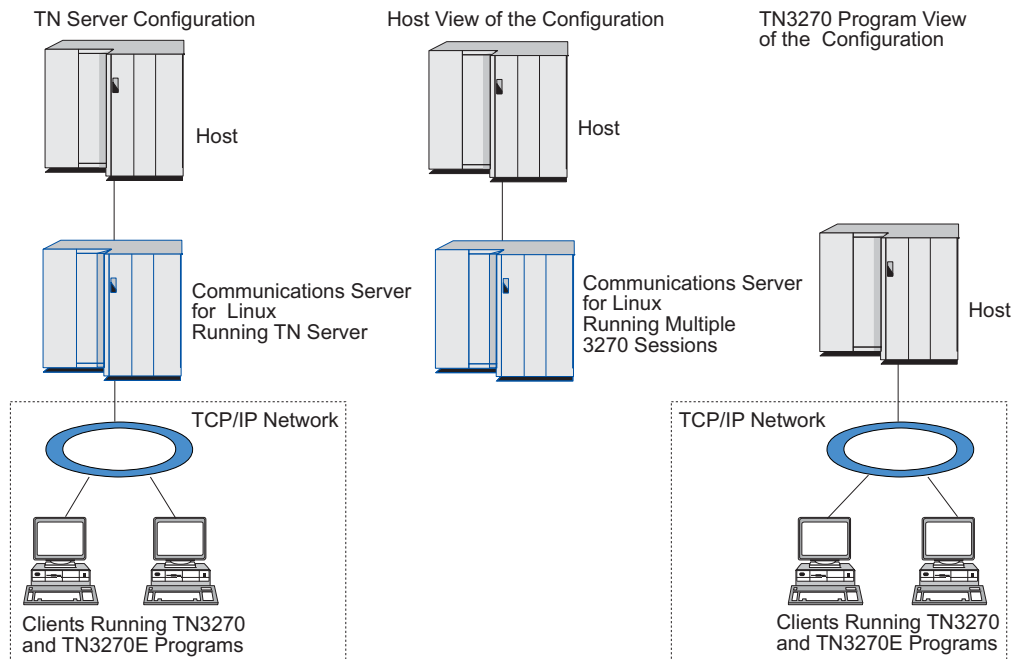 TN Server Configuration
Host
Communications Server
for Linux
Running TN Server
TCP/IP Network
Clients Running TN3270
and TN3270E Programs
Host View of the Configuration
Host
Communications Server
for Linux
Running Multiple
3270 Sessions
TN3270 Program View
of the Configuration
Host
TCP/IP Network
Clients Running TN3270
and TN3270E Programs